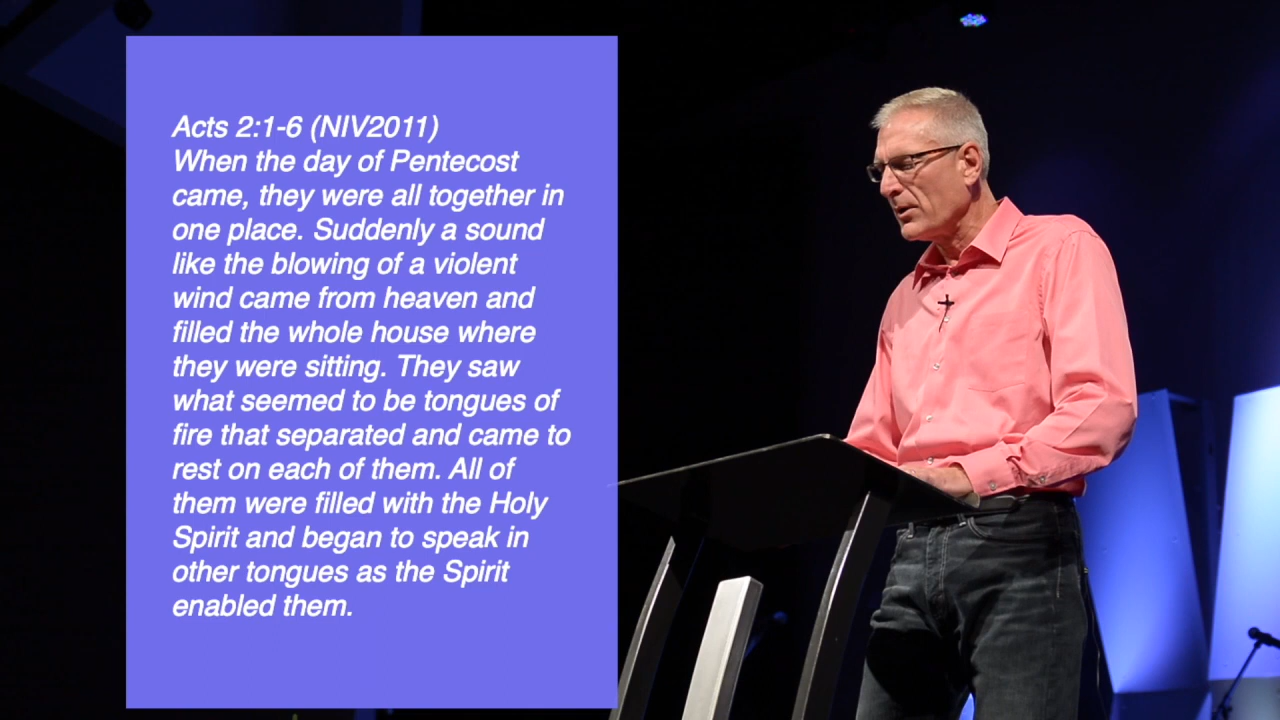 Acts 2:1-6 (NIV2011)
When the day of Pentecost
came, they were all together in
one place. Suddenly a sound
like the blowing of a violent
wind came from heaven and
filled the whole house where
they were sitting. They saw
what seemed to be tongues of
fire that separated and came to
rest on each of them. All of
them were filled with the Holy
Spirit and began to speak in
other tongues as the Spirit
enabled them.